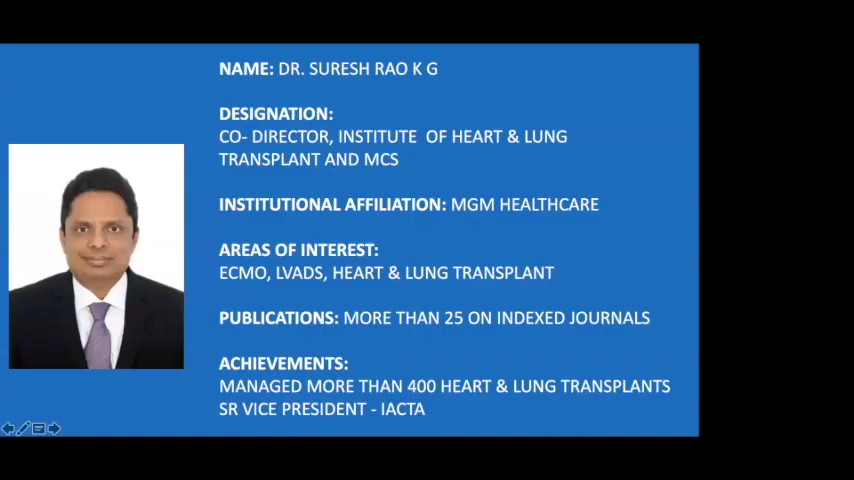 NAME: DR. SURESH RAO K G
DESIGNATION:
CO- DIRECTOR, INSTITUTE OF HEART & LUNG
TRANSPLANT AND MCS
INSTITUTIONAL AFFILIATION: MGM HEALTHCARE
AREAS OF INTEREST:
ECMO, LVADS, HEART & LUNG TRANSPLANT
PUBLICATIONS: MORE THAN 25 ON INDEXED JOURNALS
ACHIEVEMENTS:
MANAGED MORE THAN 400 HEART & LUNG TRANSPLANTS
SR VICE PRESIDENT - IACTA